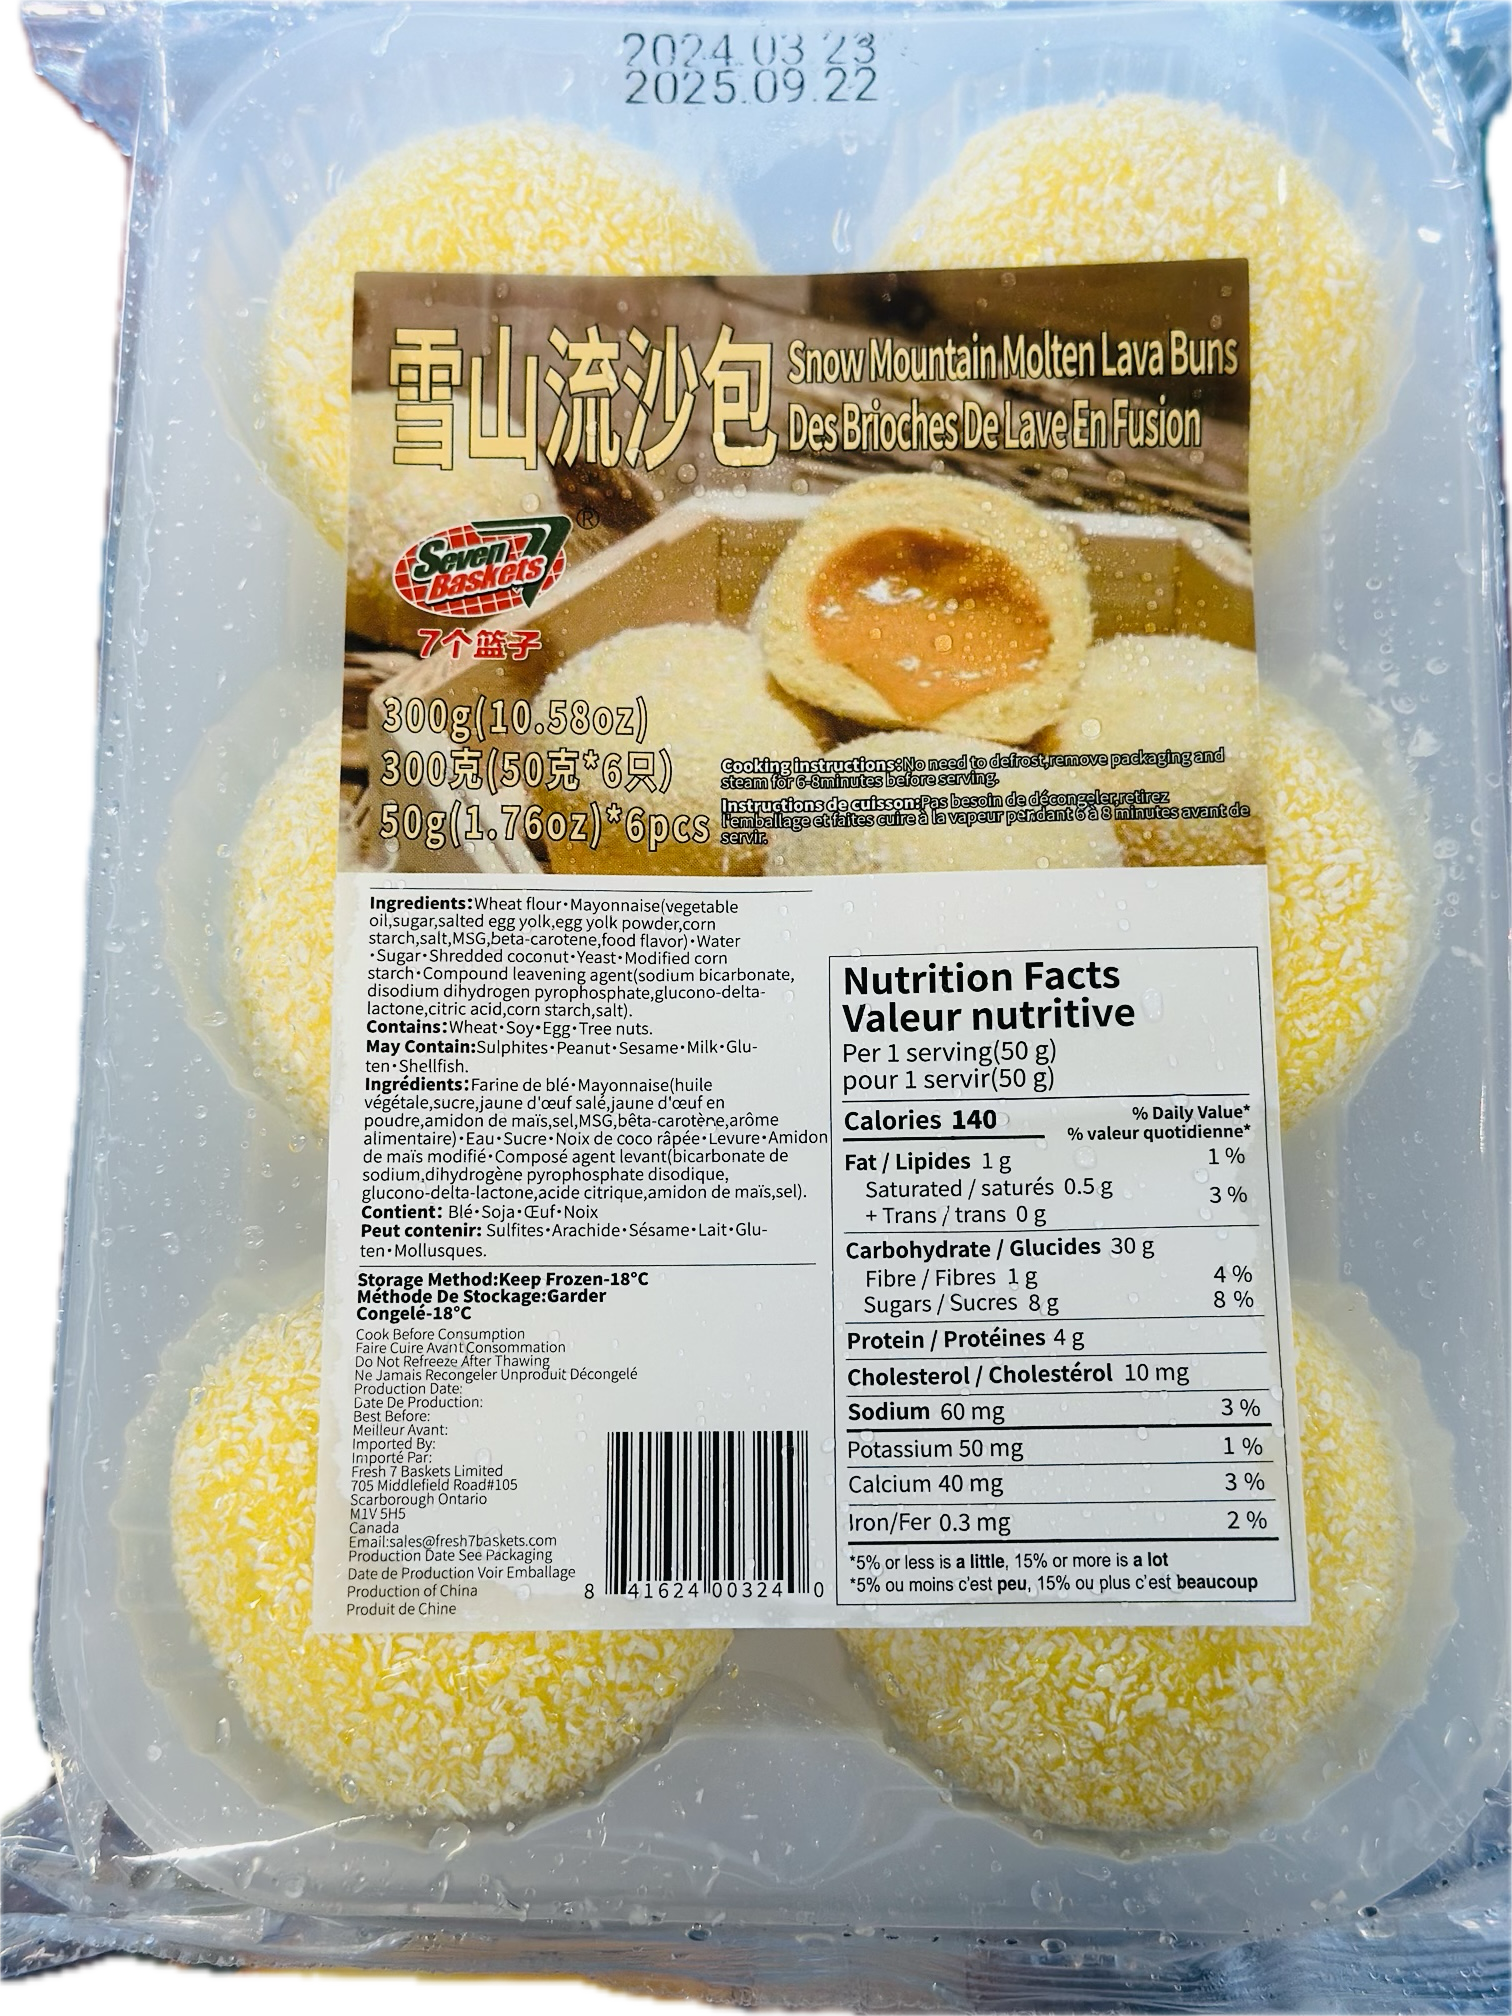 2024.03 23
2025.09.22
雪山流沙包
Snow Mountain Molten Lava Buns
Des Brioches De Lave En Fusion
®
Seven 7
Baskets
7个篮子
300g(10.58oz)
300克(50克*6只)
50g(1.76oz)*6pcs
Cooking instructions:No need to defrost,remove packaging and
steam for 6-8minutes before serving.
Instructions de cuisson:Pas besoin de décongeler,retirez
l'emballage et faites cuire à la vapeur pendant 6 à 8 minutes avant de
servir.
Ingredients:Wheat flour•Mayonnaise(vegetable
oil,sugar,salted egg yolk,egg yolk powder,corn
starch,salt,MSG,beta-carotene,food flavor)•Water
•Sugar•Shredded coconut•Yeast•Modified corn
starch•Compound leavening agent(sodium bicarbonate,
disodium dihydrogen pyrophosphate,glucono-delta-
lactone,citric acid,corn starch,salt).
Contains:Wheat•Soy•Egg•Tree nuts.
May Contain:Sulphites•Peanut•Sesame•Milk•Glu-
ten•Shellfish.
Ingrédients:Farine de blé•Mayonnaise(huile
végétale,sucre,jaune d'œuf salé,jaune d'œuf en
poudre,amidon de maïs,sel,MSG,bêta-carotène,arôme
alimentaire)•Eau•Sucre•Noix de coco râpée•Levure•Amidon
de maïs modifié•Composé agent levant(bicarbonate de
sodium,dihydrogène pyrophosphate disodique,
glucono-delta-lactone,acide citrique,amidon de maïs,sel).
Contient: Blé•Soja•Œuf•Noix
Peut contenir: Sulfites•Arachide•Sésame•Lait•Glu-
ten•Mollusques.
Storage Method:Keep Frozen-18°C
Méthode De Stockage:Garder
Congelé-18°C
Cook Before Consumption
Faire Cuire Avant Consommation
Do Not Refreeze After Thawing
Ne Jamais Recongeler Unproduit Décongelé
Production Date:
Date De Production:
Best Before:
Meilleur Avant:
Imported By:
Importé Par:
Fresh 7 Baskets Limited
705 Middlefield Road#105
Scarborough Ontario
M1V 5H5
Canada
Email:sales@fresh7baskets.com
Production Date See Packaging
Date de Production Voir Emballage
Production of China
Produit de Chine
8 41624 00324 0
Nutrition Facts
Valeur nutritive
Per 1 serving(50 g)
pour 1 servir(50 g)
Calories 140
% Daily Value*
% valeur quotidienne*
Fat / Lipides 1 g 1 %
Saturated / saturés 0.5 g
+ Trans / trans 0 g 3 %
Carbohydrate / Glucides 30 g
Fibre / Fibres 1 g 4 %
Sugars / Sucres 8 g 8 %
Protein / Protéines 4 g
Cholesterol / Cholestérol 10 mg
Sodium 60 mg 3 %
Potassium 50 mg 1 %
Calcium 40 mg 3 %
Iron/Fer 0.3 mg 2 %
*5% or less is a little, 15% or more is a lot
*5% ou moins c'est peu, 15% ou plus c'est beaucoup